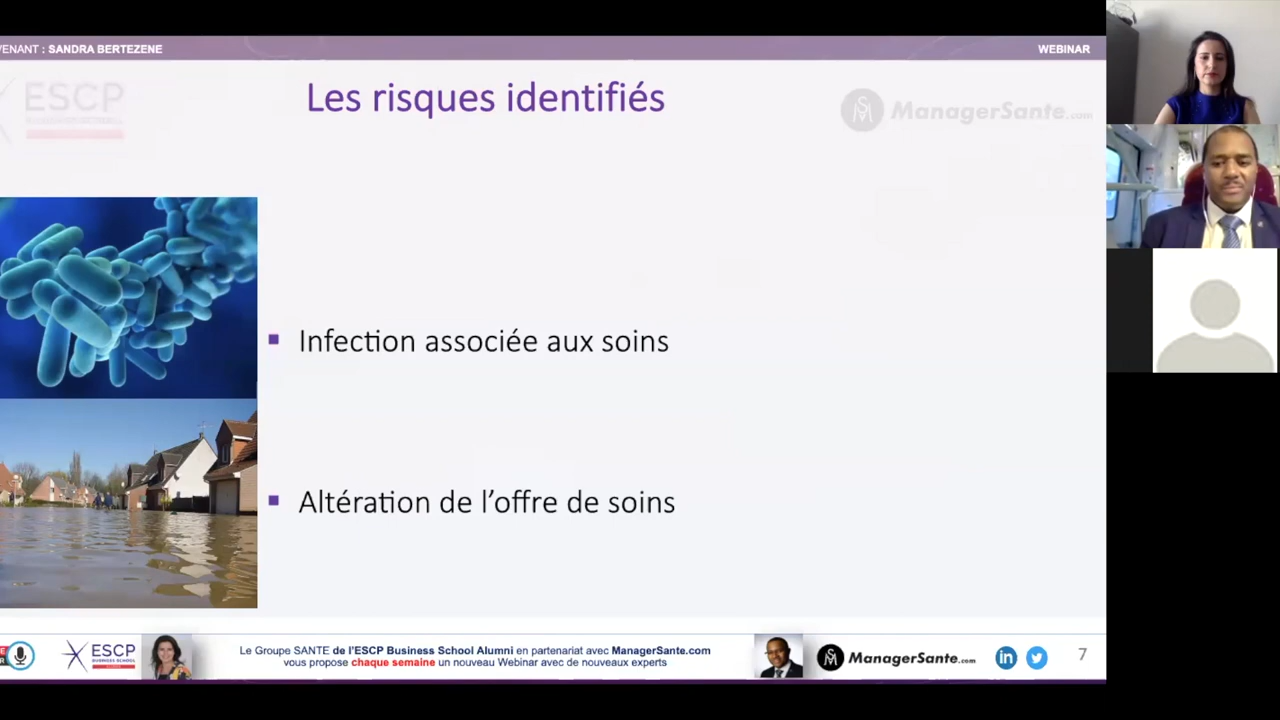 VENANT : SANDRA BERTEZENE
WEBINAR
ESCP
Les risques identifiés
ManagerSante.com
Infection associée aux soins
Altération de l’offre de soins
ESCP
BUSINESS SCHOOL
Le Groupe SANTE de l’ESCP Business School Alumni en partenariat avec ManagerSante.com
vous propose chaque semaine un nouveau Webinar avec de nouveaux experts
ManagerSante.com
in
7